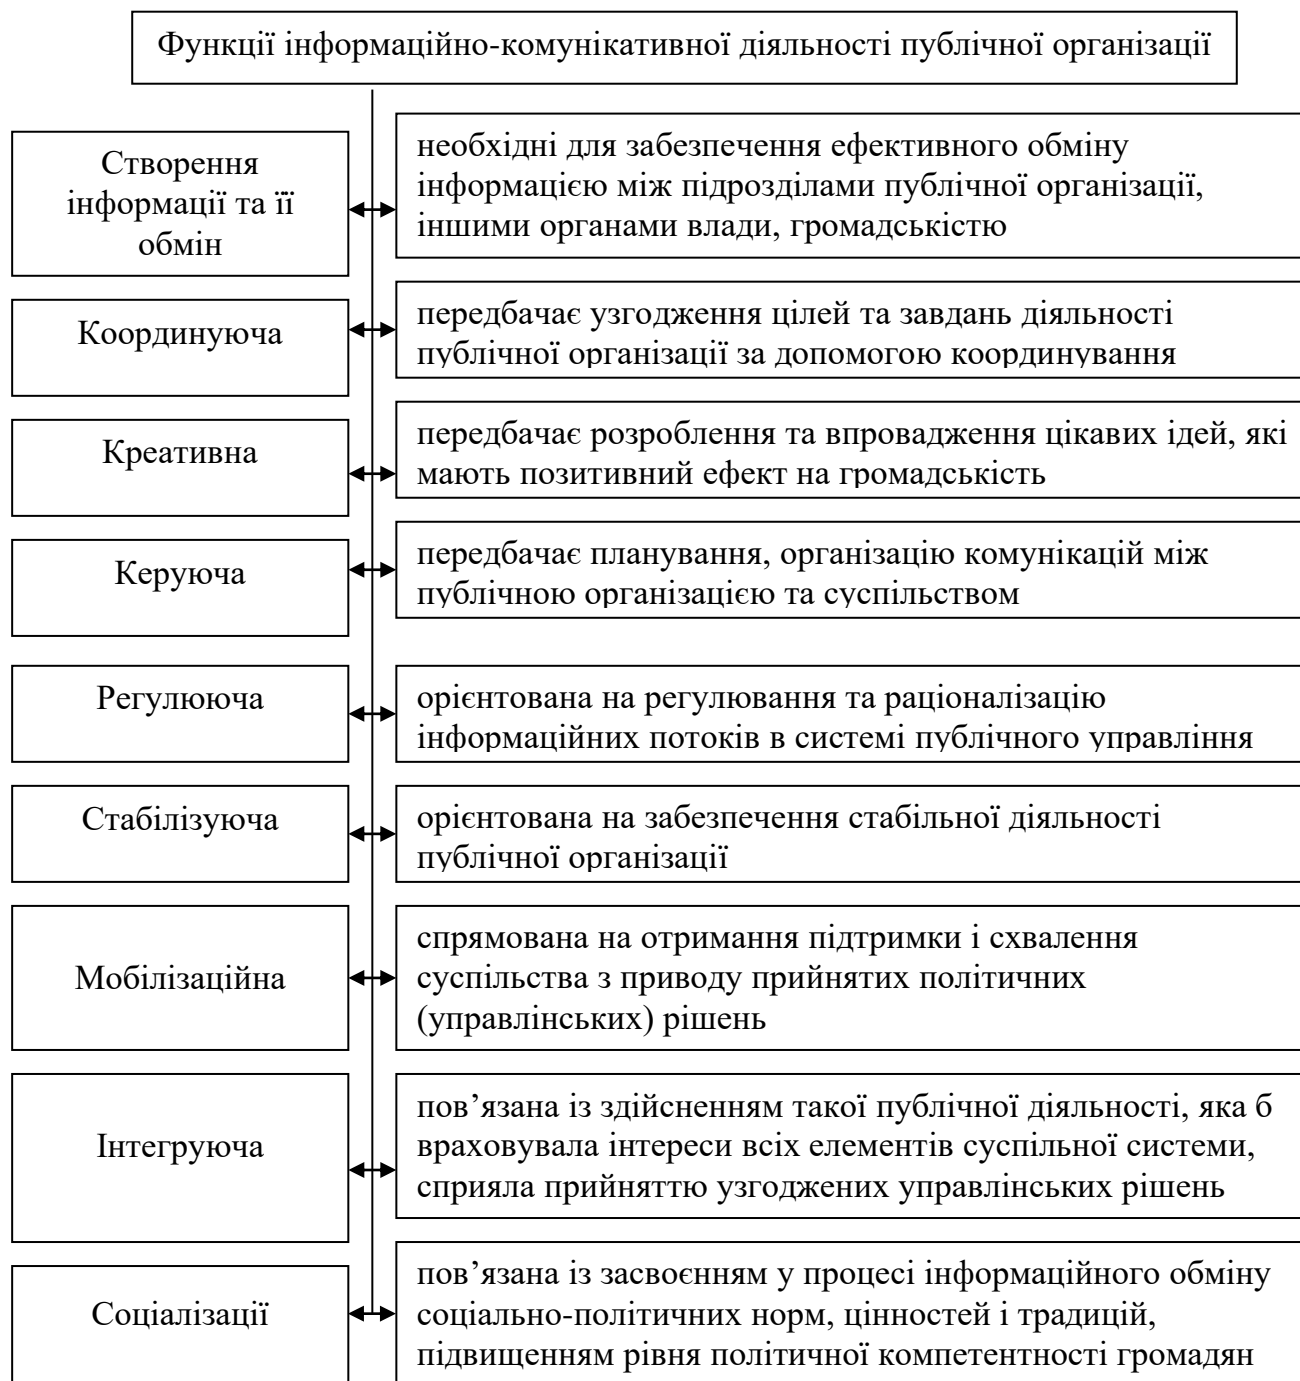 Функції інформаційно-комунікативної діяльності публічної організації
Створення
інформації та її
обмін
необхідні для забезпечення ефективного обміну
інформацією між підрозділами публічної організації,
іншими органами влади, громадськістю
Координуюча
передбачає узгодження цілей та завдань діяльності
публічної організації за допомогою координування
Креативна
передбачає розроблення та впровадження цікавих ідей, які
мають позитивний ефект на громадськість
Керуюча
передбачає планування, організацію комунікацій між
публічною організацією та суспільством
Регулююча
орієнтована на регулювання та раціоналізацію
інформаційних потоків в системі публічного управління
Стабілізуюча
орієнтована на забезпечення стабільної діяльності
публічної організації
Мобілізаційна
спрямована на отримання підтримки і схвалення
суспільства з приводу прийнятих політичних
(управлінських) рішень
Інтегруюча
пов’язана із здійсненням такої публічної діяльності, яка б
враховувала інтереси всіх елементів суспільної системи,
сприяла прийняттю узгоджених управлінських рішень
Соціалізації
пов’язана із засвоєнням у процесі інформаційного обміну
соціально-політичних норм, цінностей і традицій,
підвищенням рівня політичної компетентності громадян